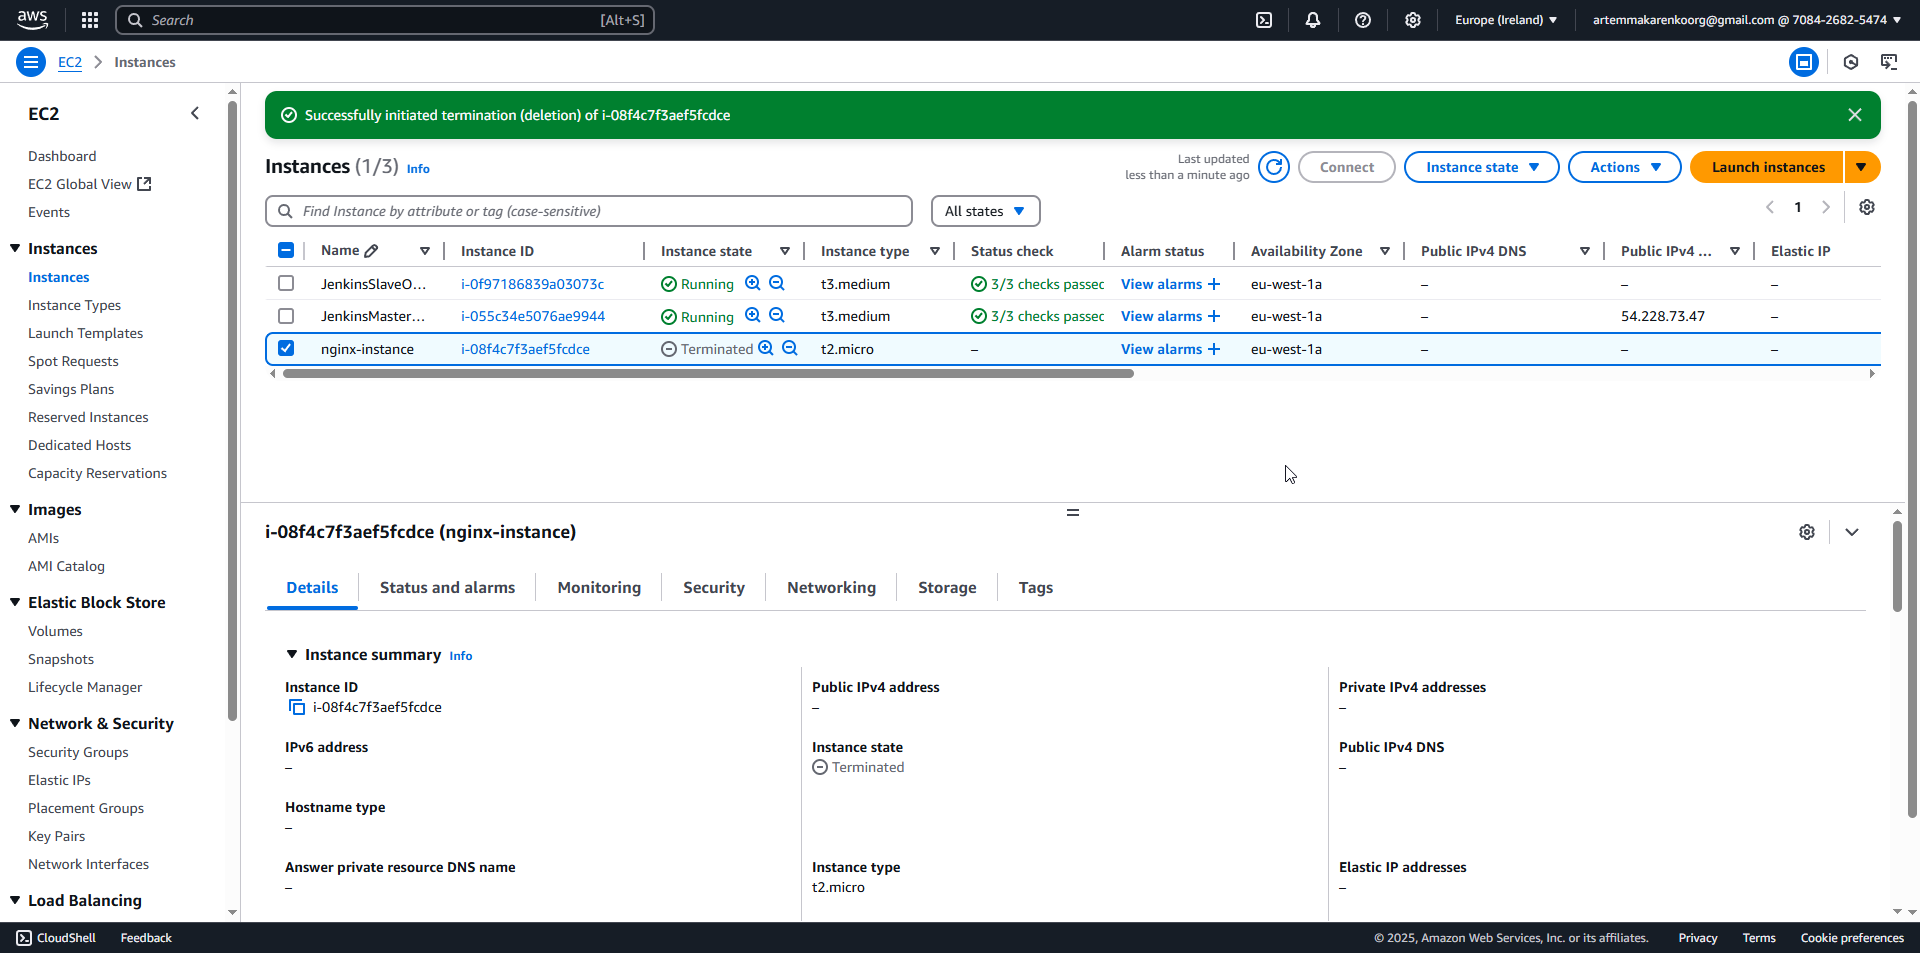 aws
Search [Alt+S]
Europe (Ireland)
artemmakarenkoorg@gmail.com @ 7084-2682-5474
EC2
Instances
EC2
Dashboard
EC2 Global View
Events
Instances
Instances
Instance Types
Launch Templates
Spot Requests
Savings Plans
Reserved Instances
Dedicated Hosts
Capacity Reservations
Images
AMIs
AMI Catalog
Elastic Block Store
Volumes
Snapshots
Lifecycle Manager
Network & Security
Security Groups
Elastic IPs
Placement Groups
Key Pairs
Network Interfaces
Load Balancing
Successfully initiated termination (deletion) of i-08f4c7f3aef5fcdce
Instances (1/3) Info
Last updated
less than a minute ago
Connect
Instance state
Actions
Launch instances
Find Instance by attribute or tag (case-sensitive)
All states
1
Name Instance ID Instance state Instance type Status check Alarm status Availability Zone Public IPv4 DNS Public IPv4 ... Elastic IP
JenkinsSlaveO... i-0f97186839a03073c Running t3.medium 3/3 checks passec View alarms + eu-west-1a – – –
JenkinsMaster... i-055c34e5076ae9944 Running t3.medium 3/3 checks passec View alarms + eu-west-1a – 54.228.73.47 –
nginx-instance i-08f4c7f3aef5fcdce Terminated t2.micro – View alarms + eu-west-1a – – –
i-08f4c7f3aef5fcdce (nginx-instance)
Details
Status and alarms
Monitoring
Security
Networking
Storage
Tags
Instance summary Info
Instance ID
i-08f4c7f3aef5fcdce
Public IPv4 address
–
Private IPv4 addresses
–
IPv6 address
–
Instance state
Terminated
Public IPv4 DNS
–
Hostname type
–
Answer private resource DNS name
–
Instance type
t2.micro
Elastic IP addresses
–
CloudShell
Feedback
© 2025, Amazon Web Services, Inc. or its affiliates.
Privacy
Terms
Cookie preferences